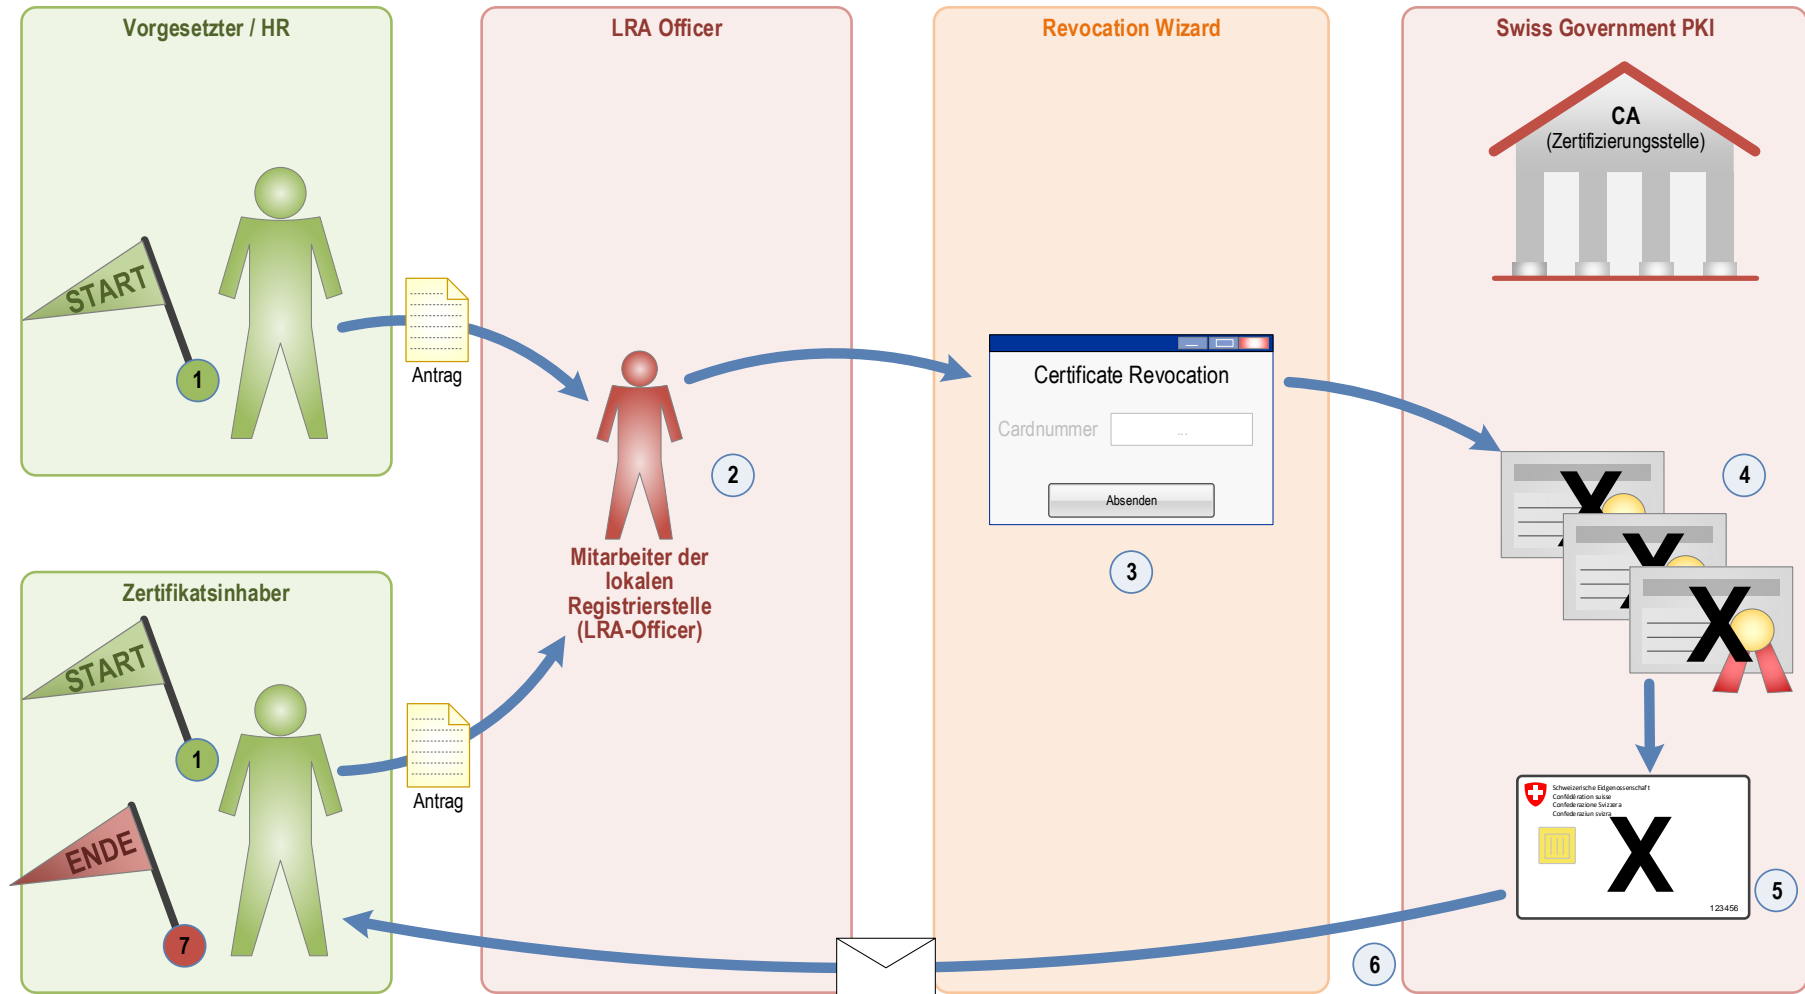 Vorgesetzter / HR
LRA Officer
Revocation Wizard
Swiss Government PKI
CA
(Zertifizierungsstelle)
START
1
Antrag
Certificate Revocation
Cardnummer
...
Absenden
2
3
4
Mitarbeiter der
lokalen
Registrierstelle
(LRA-Officer)
X
X
X
Zertifikatsinhaber
START
1
Antrag
ENDE
7
Schweizerische Eidgenossenschaft
Confédération suisse
Confederazione Svizzera
Confederaziun svizra
X
123456
5
6